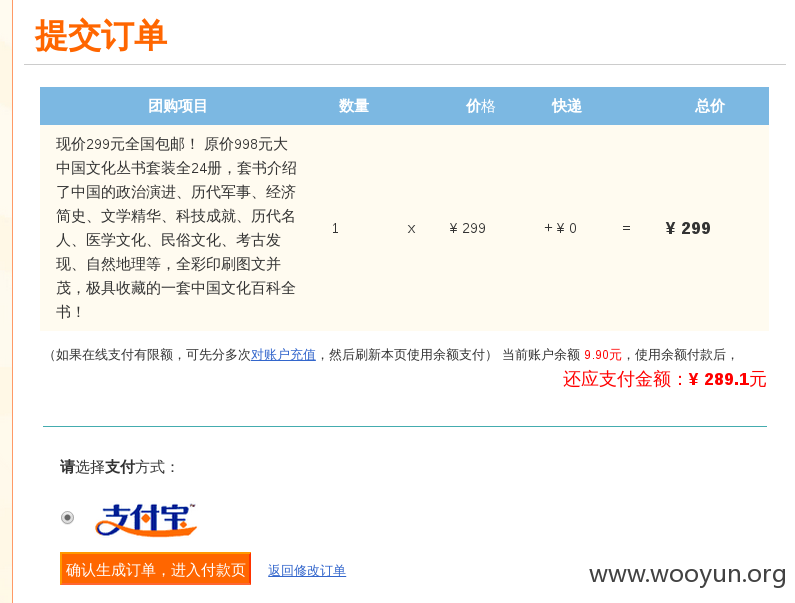 提交订单
团购项目 数量 价格 快递 总价
现价299元全国包邮！ 原价998元大
中国文化丛书套装全24册，套书介绍
了中国的政治演进、历代军事、经济
简史、文学精华、科技成就、历代名
人、医学文化、民俗文化、考古发
现、自然地理等，全彩印刷图文并
茂，极具收藏的一套中国文化百科全
书！
1 x ¥ 299 + ¥ 0 = ¥ 299
（如果在线支付有限额，可先分多次对账户充值，然后刷新本页使用余额付款） 当前账户余额 9.90元，使用余额付款后，
还应支付金额：¥ 289.1元
请选择支付方式：
支付宝™
确认生成订单，进入付款页 返回修改订单
www.wooyun.org